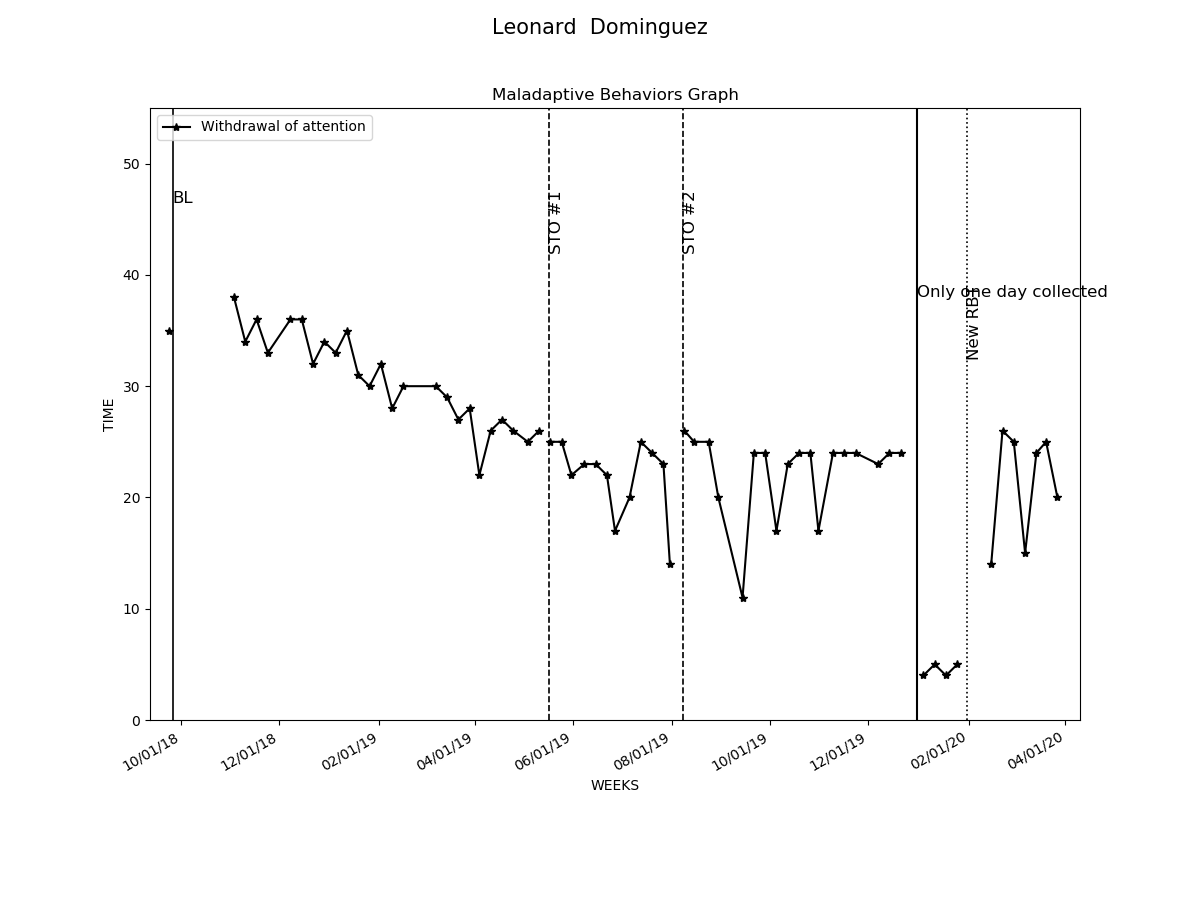 Leonard  Dominguez
Maladaptive Behaviors Graph
Withdrawal of attention
BL
STO #1
STO #2
Only one day collected
New RBT
TIME
50
40
30
20
10
0
10/01/18
12/01/18
02/01/19
04/01/19
06/01/19
08/01/19
10/01/19
12/01/19
02/01/20
04/01/20
WEEKS